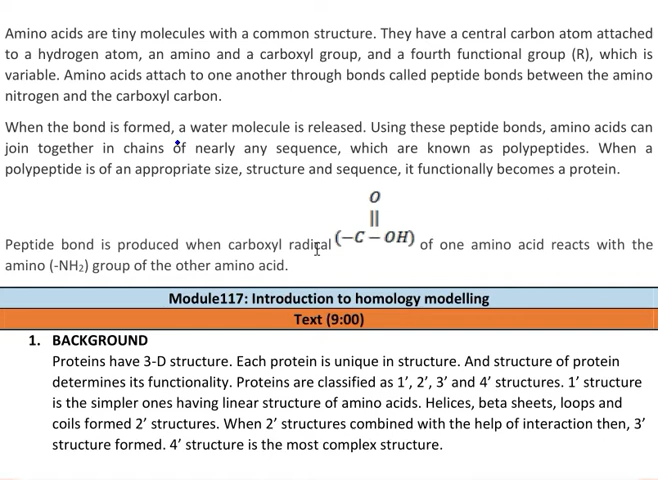 Amino acids are tiny molecules with a common structure. They have a central carbon atom attached
to a hydrogen atom, an amino and a carboxyl group, and a fourth functional group (R), which is
variable. Amino acids attach to one another through bonds called peptide bonds between the amino
nitrogen and the carboxyl carbon.
When the bond is formed, a water molecule is released. Using these peptide bonds, amino acids can
join together in chains of nearly any sequence, which are known as polypeptides. When a
polypeptide is of an appropriate size, structure and sequence, it functionally becomes a protein.
O
||
Peptide bond is produced when carboxyl radical (−C − OH) of one amino acid reacts with the
amino (-NH₂) group of the other amino acid.
Module117: Introduction to homology modelling
Text (9:00)
1. BACKGROUND
Proteins have 3-D structure. Each protein is unique in structure. And structure of protein
determines its functionality. Proteins are classified as 1’, 2’, 3’ and 4’ structures. 1’ structure
is the simpler ones having linear structure of amino acids. Helices, beta sheets, loops and
coils formed 2’ structures. When 2’ structures combined with the help of interaction then, 3’
structure formed. 4’ structure is the most complex structure.